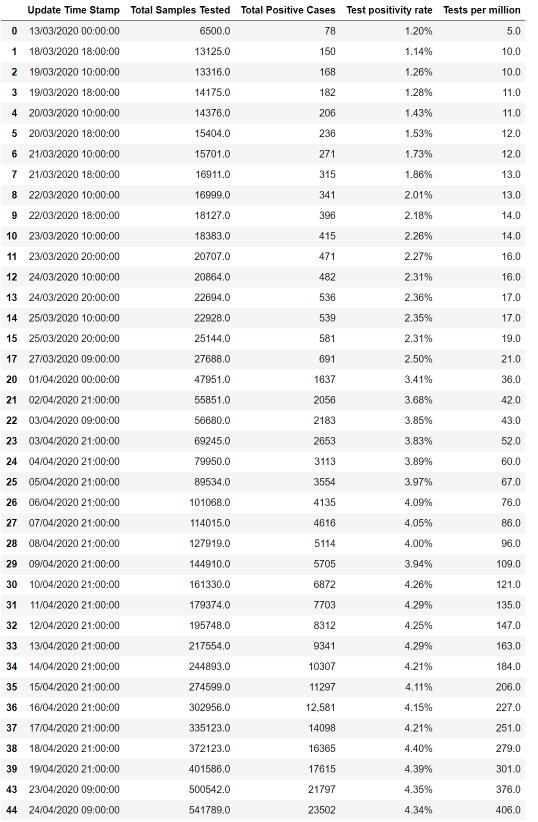 Update Time Stamp Total Samples Tested Total Positive Cases Test positivity rate Tests per million
0 13/03/2020 00:00:00 6500.0 78 1.20% 5.0
1 18/03/2020 18:00:00 13125.0 150 1.14% 10.0
2 19/03/2020 10:00:00 13316.0 168 1.26% 10.0
3 19/03/2020 18:00:00 14175.0 182 1.28% 11.0
4 20/03/2020 10:00:00 14376.0 206 1.43% 11.0
5 20/03/2020 18:00:00 15404.0 236 1.53% 12.0
6 21/03/2020 10:00:00 15701.0 271 1.73% 12.0
7 21/03/2020 18:00:00 16911.0 315 1.86% 13.0
8 22/03/2020 10:00:00 16999.0 341 2.01% 13.0
9 22/03/2020 18:00:00 18127.0 396 2.18% 14.0
10 23/03/2020 10:00:00 18383.0 415 2.26% 14.0
11 23/03/2020 20:00:00 20707.0 471 2.27% 16.0
12 24/03/2020 10:00:00 20864.0 482 2.31% 16.0
13 24/03/2020 20:00:00 22694.0 536 2.36% 17.0
14 25/03/2020 10:00:00 22928.0 539 2.35% 17.0
15 25/03/2020 20:00:00 25144.0 581 2.31% 19.0
17 27/03/2020 09:00:00 27688.0 691 2.50% 21.0
20 01/04/2020 00:00:00 47951.0 1637 3.41% 36.0
21 02/04/2020 21:00:00 55851.0 2056 3.68% 42.0
22 03/04/2020 09:00:00 56680.0 2183 3.85% 43.0
23 03/04/2020 21:00:00 69245.0 2653 3.83% 52.0
24 04/04/2020 21:00:00 79950.0 3113 3.89% 60.0
25 05/04/2020 21:00:00 89534.0 3554 3.97% 67.0
26 06/04/2020 21:00:00 101068.0 4135 4.09% 76.0
27 07/04/2020 21:00:00 114015.0 4616 4.05% 86.0
28 08/04/2020 21:00:00 127919.0 5114 4.00% 96.0
29 09/04/2020 21:00:00 144910.0 5705 3.94% 109.0
30 10/04/2020 21:00:00 161330.0 6872 4.26% 121.0
31 11/04/2020 21:00:00 179374.0 7703 4.29% 135.0
32 12/04/2020 21:00:00 195748.0 8312 4.25% 147.0
33 13/04/2020 21:00:00 217554.0 9341 4.29% 163.0
34 14/04/2020 21:00:00 244893.0 10307 4.21% 184.0
35 15/04/2020 21:00:00 274599.0 11297 4.11% 206.0
36 16/04/2020 21:00:00 302956.0 12,581 4.15% 227.0
37 17/04/2020 21:00:00 335123.0 14098 4.21% 251.0
38 18/04/2020 21:00:00 372123.0 16365 4.40% 279.0
39 19/04/2020 21:00:00 401586.0 17615 4.39% 301.0
43 23/04/2020 09:00:00 500542.0 21797 4.35% 376.0
44 24/04/2020 09:00:00 541789.0 23502 4.34% 406.0